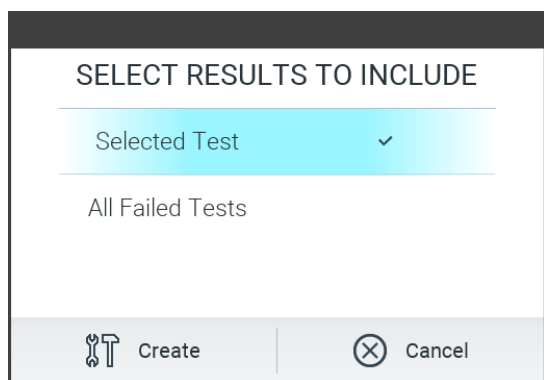 SELECT RESULTS TO INCLUDE
Selected Test
All Failed Tests
Create Cancel